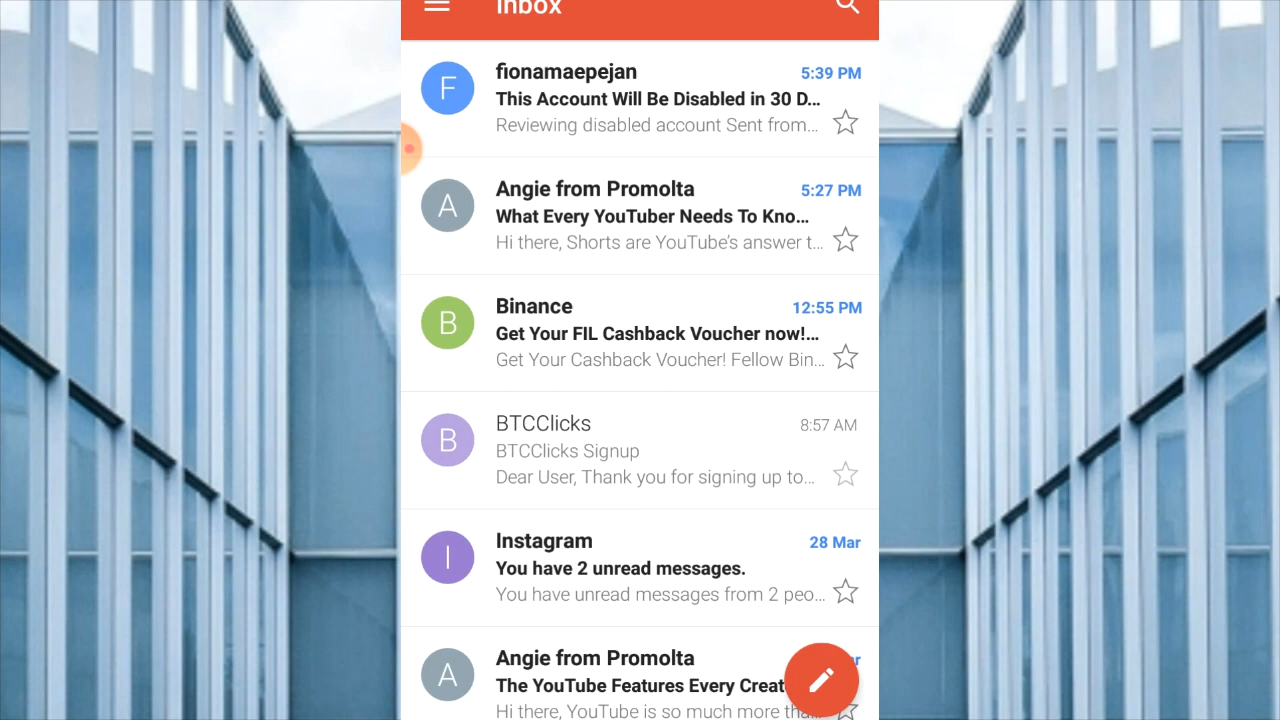 Inbox
F
fionamaepejan
5:39 PM
This Account Will Be Disabled in 30 D...
Reviewing disabled account Sent from...
A
Angie from Promolta
5:27 PM
What Every YouTuber Needs To Kno...
Hi there, Shorts are YouTube's answer t...
B
Binance
12:55 PM
Get Your FIL Cashback Voucher now!...
Get Your Cashback Voucher! Fellow Bin...
B
BTCClicks
8:57 AM
BTCClicks Signup
Dear User, Thank you for signing up to...
I
Instagram
28 Mar
You have 2 unread messages.
You have unread messages from 2 peo...
A
Angie from Promolta
The YouTube Features Every Creat
Hi there, YouTube is so much more tha...